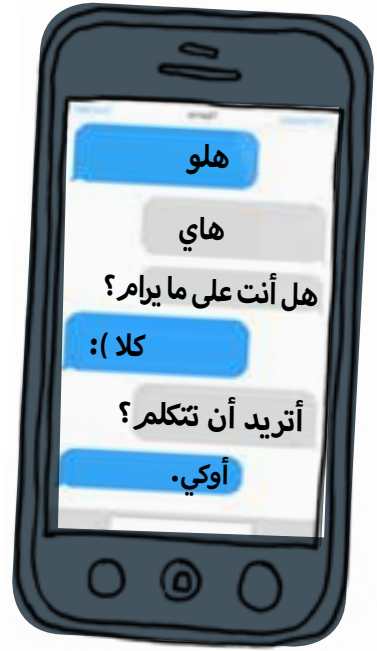 هلو
هاي
هل أنت على ما يرام؟
كلا ):
أتريد أن تتكلم؟
أوكي.